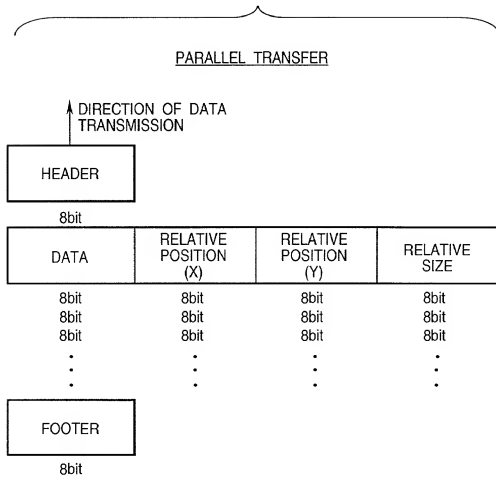 PARALLEL TRANSFER
DIRECTION OF DATA
TRANSMISSION
HEADER
8bit
DATA
RELATIVE
POSITION
(X)
RELATIVE
POSITION
(Y)
RELATIVE
SIZE
8bit 8bit 8bit 8bit
8bit 8bit 8bit 8bit
8bit 8bit 8bit 8bit
FOOTER
8bit